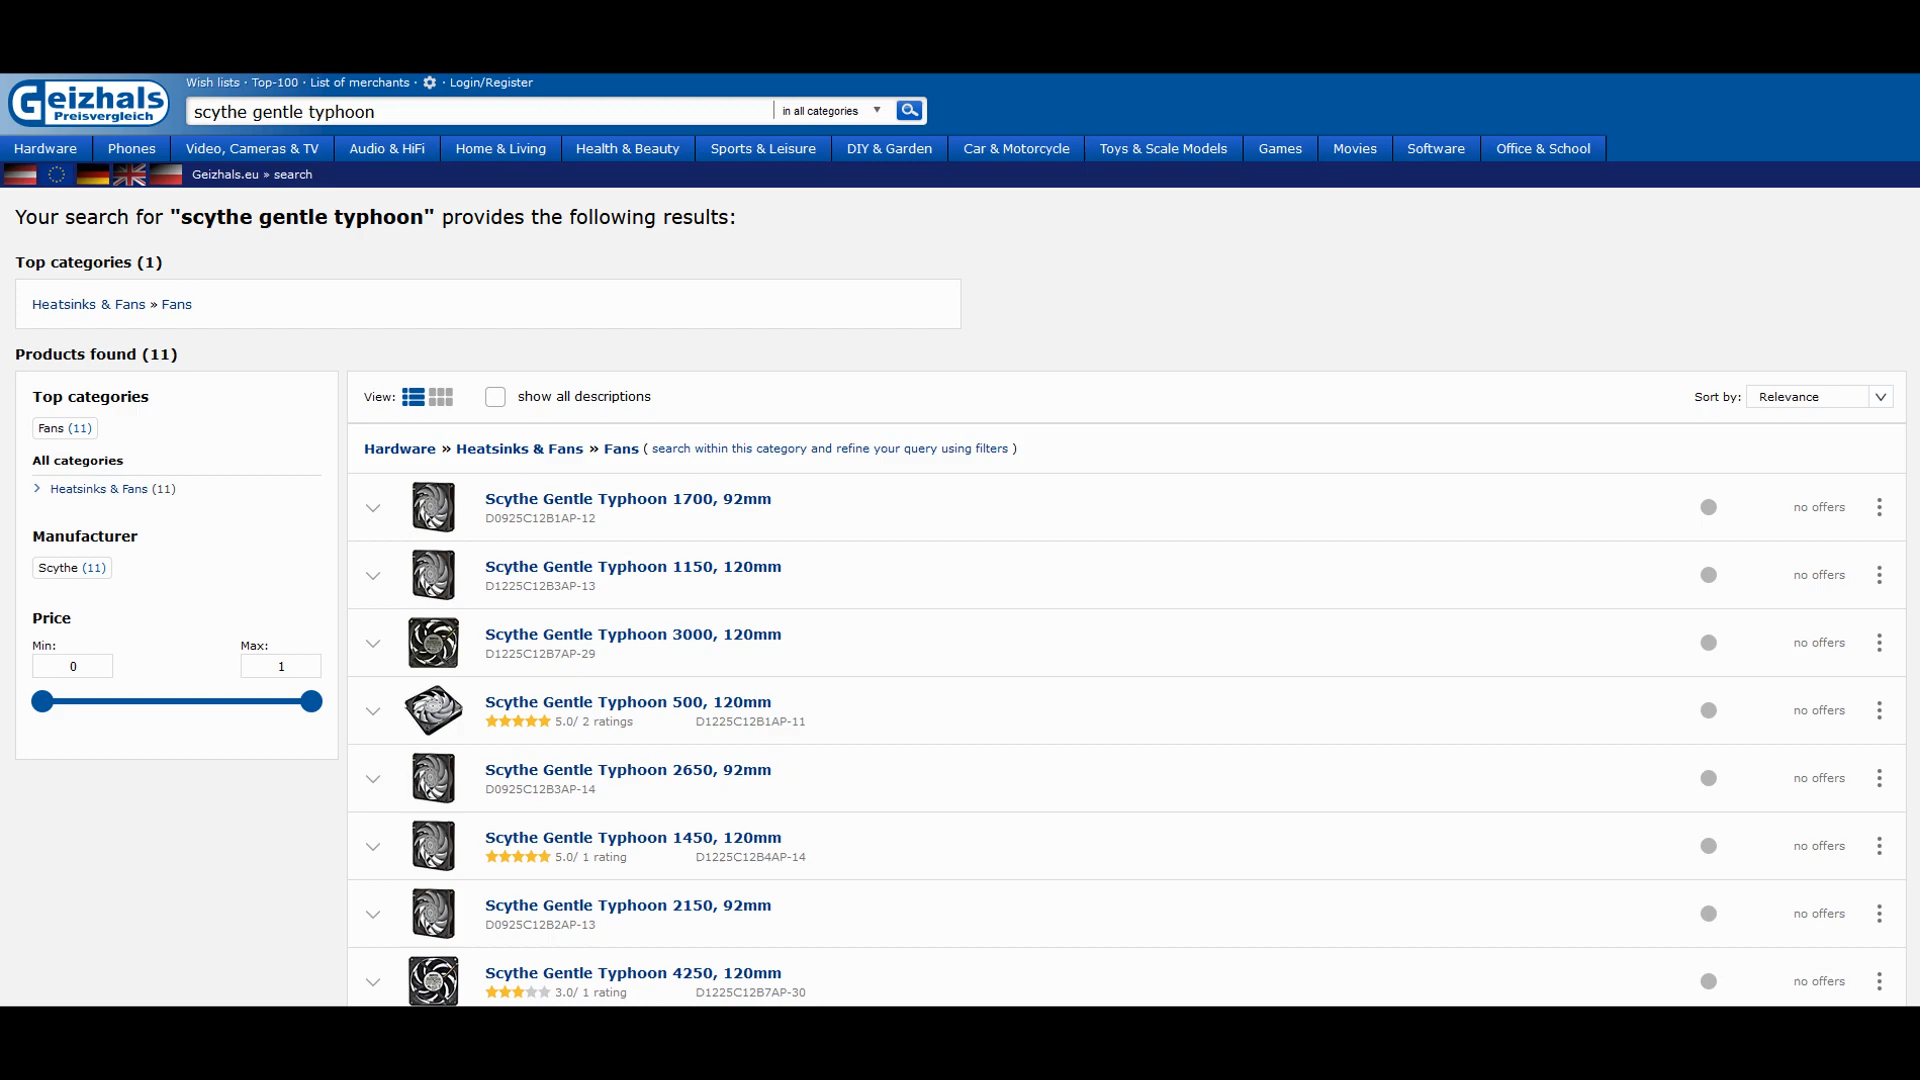 Geizhals
Preisvergleich
Wish lists · Top-100 · List of merchants · · Login/Register
scythe gentle typhoon
in all categories
Hardware
Phones
Video, Cameras & TV
Audio & HiFi
Home & Living
Health & Beauty
Sports & Leisure
DIY & Garden
Car & Motorcycle
Toys & Scale Models
Games
Movies
Software
Office & School
Geizhals.eu » search
Your search for "scythe gentle typhoon" provides the following results:
Top categories (1)
Heatsinks & Fans » Fans
Products found (11)
Top categories
Fans (11)
All categories
Heatsinks & Fans (11)
Manufacturer
Scythe (11)
Price
Min:
Max:
0
1
View:
show all descriptions
Sort by:
Relevance
Hardware » Heatsinks & Fans » Fans ( search within this category and refine your query using filters )
Scythe Gentle Typhoon 1700, 92mm
D0925C12B1AP-12
no offers
Scythe Gentle Typhoon 1150, 120mm
D1225C12B3AP-13
no offers
Scythe Gentle Typhoon 3000, 120mm
D1225C12B7AP-29
no offers
Scythe Gentle Typhoon 500, 120mm
5.0/ 2 ratings
D1225C12B1AP-11
no offers
Scythe Gentle Typhoon 2650, 92mm
D0925C12B3AP-14
no offers
Scythe Gentle Typhoon 1450, 120mm
5.0/ 1 rating
D1225C12B4AP-14
no offers
Scythe Gentle Typhoon 2150, 92mm
D0925C12B2AP-13
no offers
Scythe Gentle Typhoon 4250, 120mm
3.0/ 1 rating
D1225C12B7AP-30
no offers